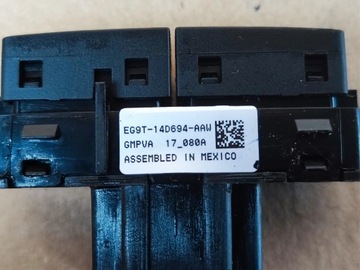 EG9T-14D694-AAW
GMPVA 17_080A
ASSEMBLED IN MEXICO